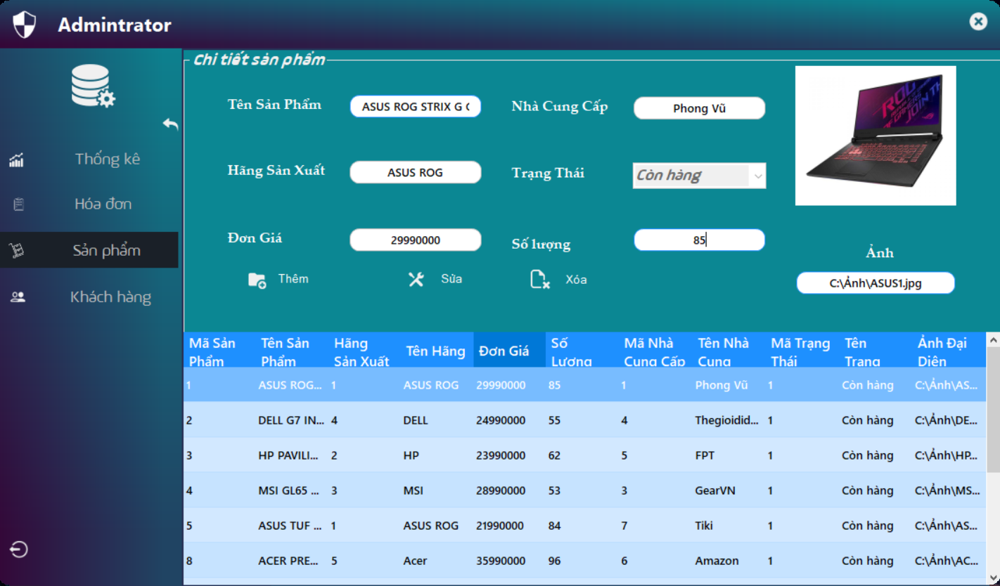 Admintrator
Chi tiết sản phẩm
Tên Sản Phẩm
ASUS ROG STRIX G
Nhà Cung Cấp
Phong Vũ
Thống kê
Hãng Sản Xuất
ASUS ROG
Trạng Thái
Còn hàng
Hóa đơn
Đơn Giá
29990000
Số lượng
85
Sản phẩm
Ảnh
Thêm
Sửa
Xóa
C:\Ảnh\ASUS1.jpg
Khách hàng
Mã Sản Phẩm
Tên Sản Phẩm
Hãng Sản Xuất
Tên Hãng
Đơn Giá
Số Lượng
Mã Nhà Cung Cấp
Tên Nhà Cung
Mã Trạng Thái
Tên Trạng
Ảnh Đại Diện
1 ASUS ROG... 1 ASUS ROG 29990000 85 1 Phong Vũ 1 Còn hàng C:\Ảnh\AS...
2 DELL G7 IN... 4 DELL 24990000 55 4 Thegioidid... 1 Còn hàng C:\Ảnh\DE...
3 HP PAVILI... 2 HP 23990000 62 5 FPT 1 Còn hàng C:\Ảnh\HP...
4 MSI GL65 ... 3 MSI 28990000 53 3 GearVN 1 Còn hàng C:\Ảnh\MS...
5 ASUS TUF ... 1 ASUS ROG 21990000 84 7 Tiki 1 Còn hàng C:\Ảnh\AS...
8 ACER PRE... 5 Acer 35990000 96 6 Amazon 1 Còn hàng C:\Ảnh\AC...